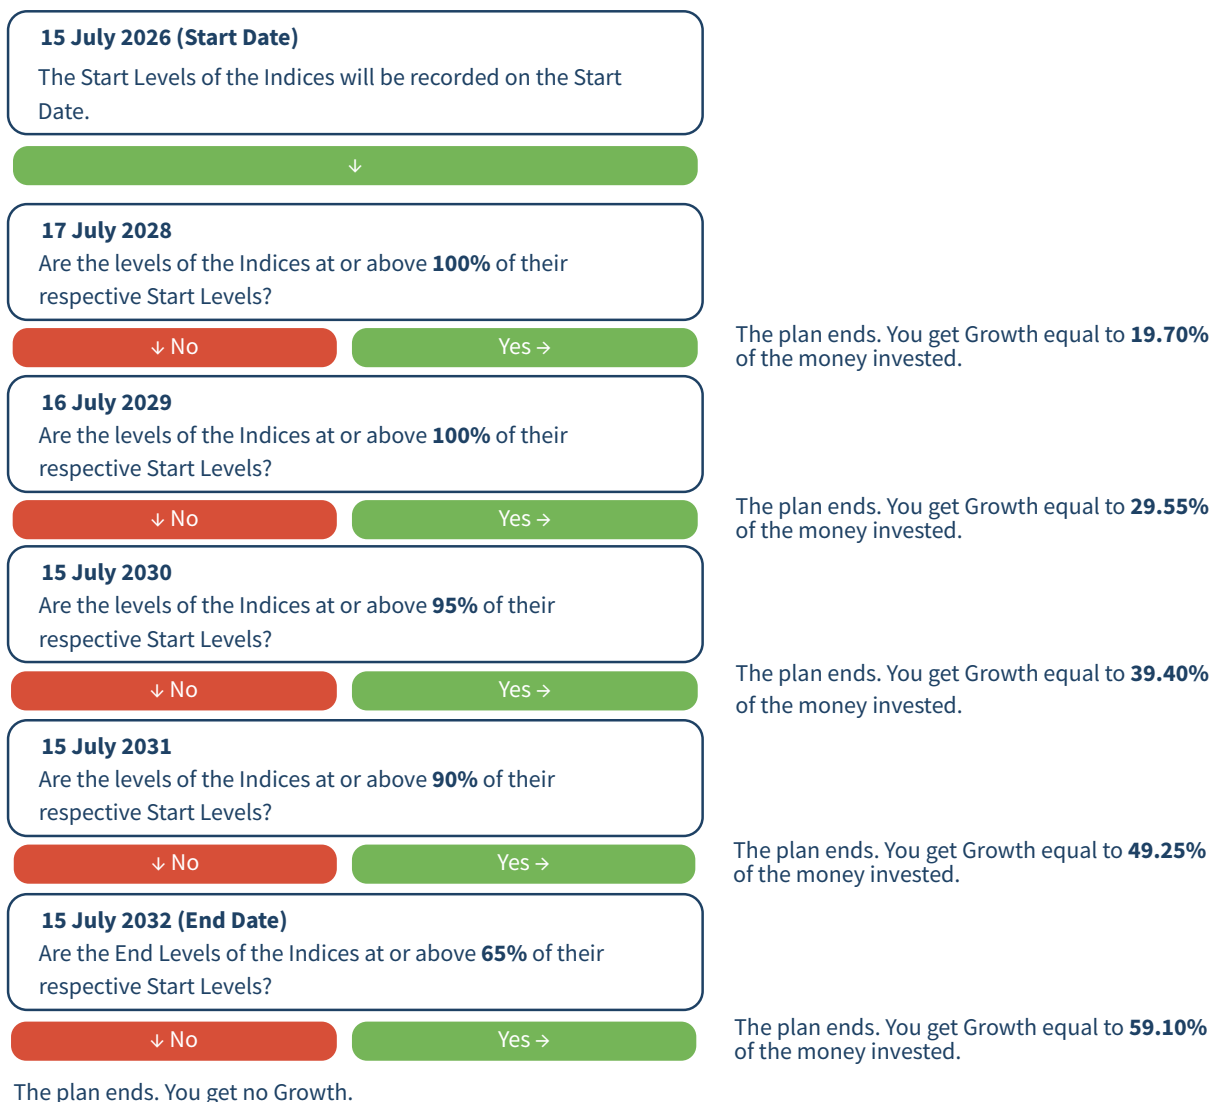 15 July 2026 (Start Date)
The Start Levels of the Indices will be recorded on the Start
Date.
↓
17 July 2028
Are the levels of the Indices at or above 100% of their
respective Start Levels?
↓ No
Yes →
The plan ends. You get Growth equal to 19.70%
of the money invested.
16 July 2029
Are the levels of the Indices at or above 100% of their
respective Start Levels?
↓ No
Yes →
The plan ends. You get Growth equal to 29.55%
of the money invested.
15 July 2030
Are the levels of the Indices at or above 95% of their
respective Start Levels?
↓ No
Yes →
The plan ends. You get Growth equal to 39.40%
of the money invested.
15 July 2031
Are the levels of the Indices at or above 90% of their
respective Start Levels?
↓ No
Yes →
The plan ends. You get Growth equal to 49.25%
of the money invested.
15 July 2032 (End Date)
Are the End Levels of the Indices at or above 65% of their
respective Start Levels?
↓ No
Yes →
The plan ends. You get Growth equal to 59.10%
of the money invested.
The plan ends. You get no Growth.